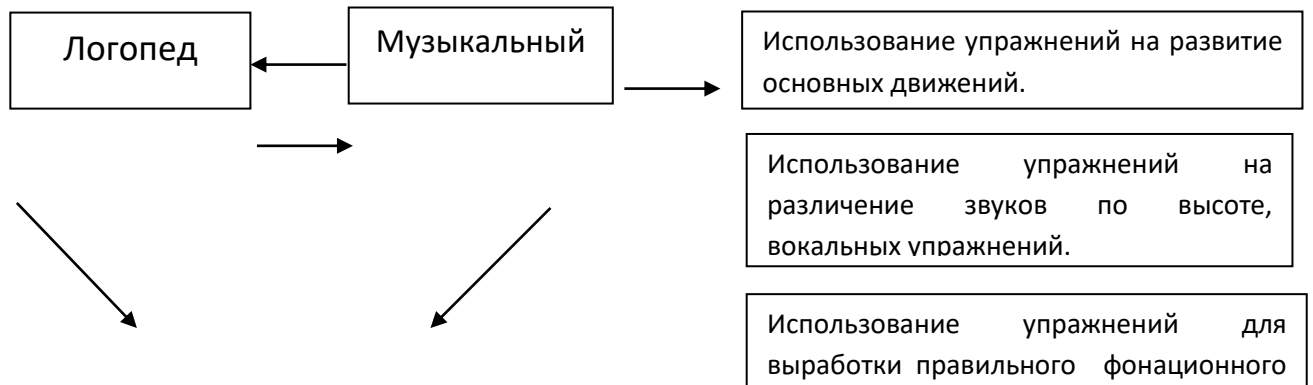 Логопед
Музыкальный
Использование упражнений на развитие
основных движений.
Использование упражнений на
различение звуков по высоте,
вокальных упражнений.
Использование упражнений для
выработки правильного фонационного